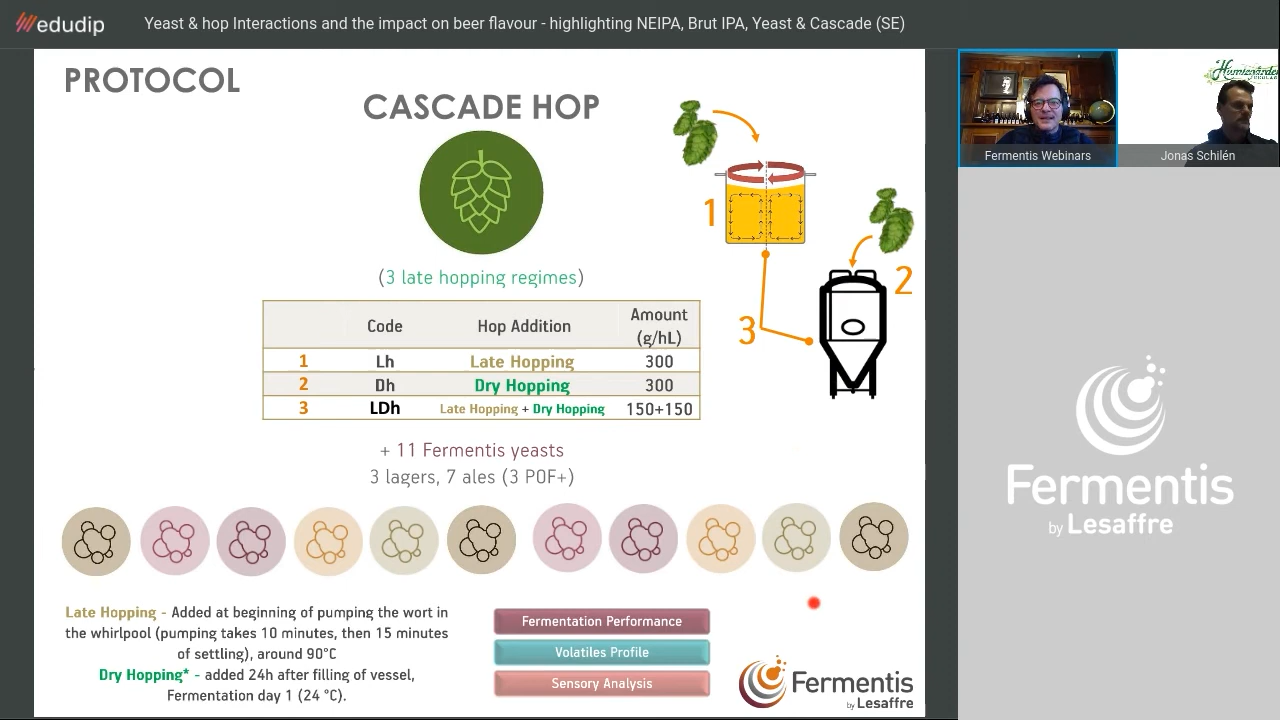 edudip
Yeast & hop Interactions and the impact on beer flavour - highlighting NEIPA, Brut IPA, Yeast & Cascade (SE)
PROTOCOL
CASCADE HOP
(3 late hopping regimes)
Code Hop Addition Amount (g/hL)
1 Lh Late Hopping 300
2 Dh Dry Hopping 300
3 LDh Late Hopping + Dry Hopping 150+150
1
2
3
+ 11 Fermentis yeasts
3 lagers, 7 ales (3 POF+)
Late Hopping - Added at beginning of pumping the wort in
the whirlpool (pumping takes 10 minutes, then 15 minutes
of settling), around 90°C
Dry Hopping* - added 24h after filling of vessel,
Fermentation day 1 (24 °C).
Fermentation Performance
Volatiles Profile
Sensory Analysis
Fermentis
by Lesaffre
Fermentis Webinars
Jonas Schilén
Fermentis
by Lesaffre